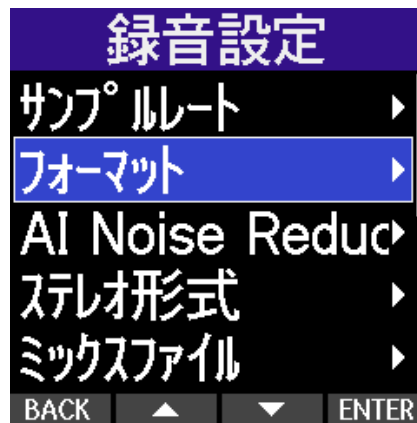 録音設定
サンプルレート
フォーマット
AI Noise Reduc
ステレオ形式
ミックスファイル
BACK ▲ ▼ ENTER